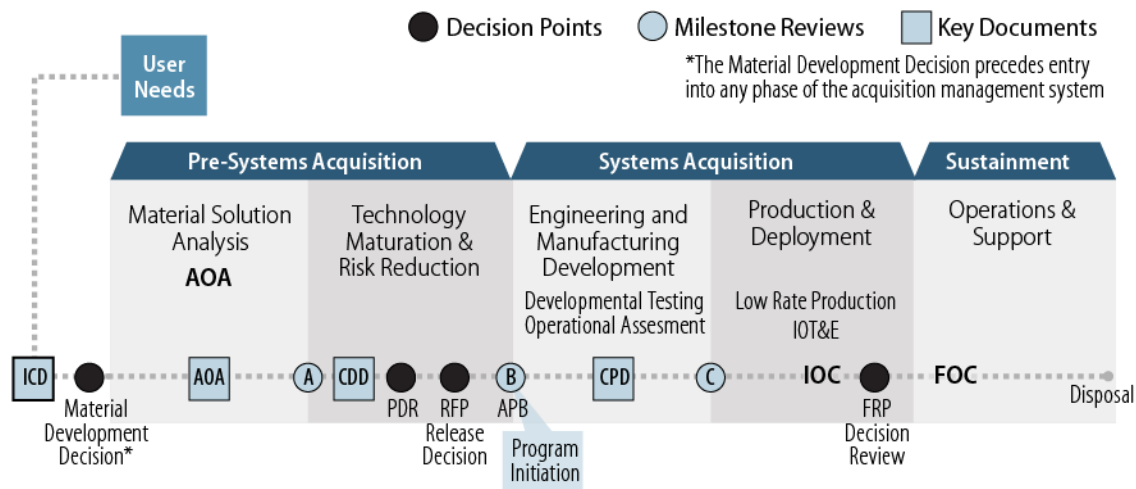 Decision Points
Milestone Reviews
Key Documents
*The Material Development Decision precedes entry
into any phase of the acquisition management system
User
Needs
Pre-Systems Acquisition
Systems Acquisition
Sustainment
Material Solution
Analysis
AOA
Technology
Maturation &
Risk Reduction
Engineering and
Manufacturing
Development
Developmental Testing
Operational Assesment
Production &
Deployment
Low Rate Production
IOT&E
Operations &
Support
ICD
AOA
A
CDD
B
CPD
C
IOC
FOC
Disposal
Material
Development
Decision*
PDR
RFP
Release
Decision
APB
Program
Initiation
FRP
Decision
Review